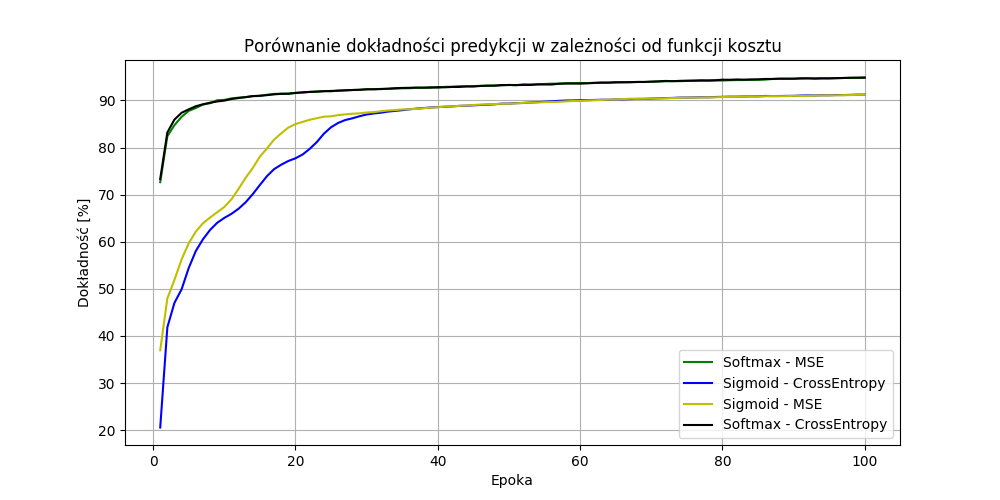 Porównanie dokładności predykcji w zależności od funkcji kosztu
Dokładność [%]
90
80
70
60
50
40
30
20
0
20
40
60
80
100
Epoka
Softmax - MSE
Sigmoid - CrossEntropy
Sigmoid - MSE
Softmax - CrossEntropy